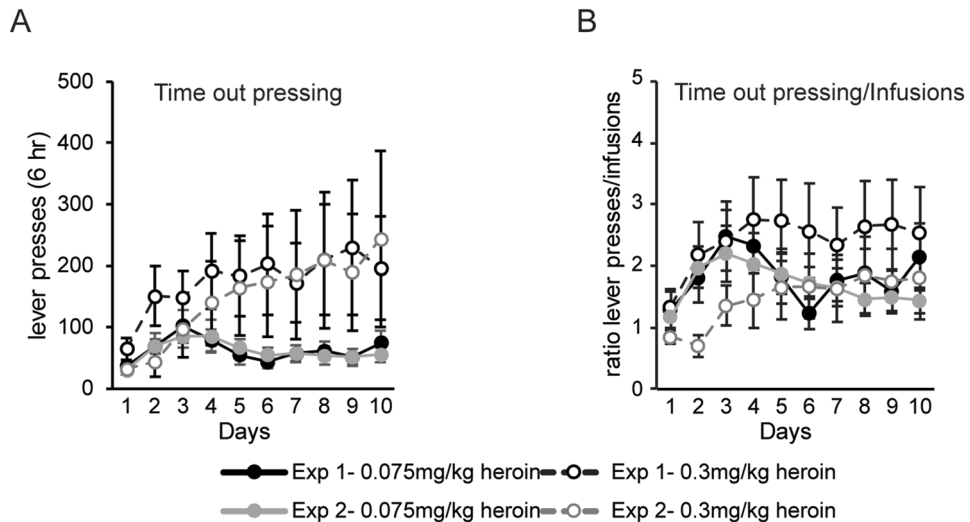 A
B
Time out pressing
Time out pressing/Infusions
lever presses (6 hr)
500
400
300
200
100
0
1 2 3 4 5 6 7 8 9 10
Days
ratio lever presses/infusions
5
4
3
2
1
0
1 2 3 4 5 6 7 8 9 10
Days
Exp 1- 0.075mg/kg heroin
Exp 1- 0.3mg/kg heroin
Exp 2- 0.075mg/kg heroin
Exp 2- 0.3mg/kg heroin